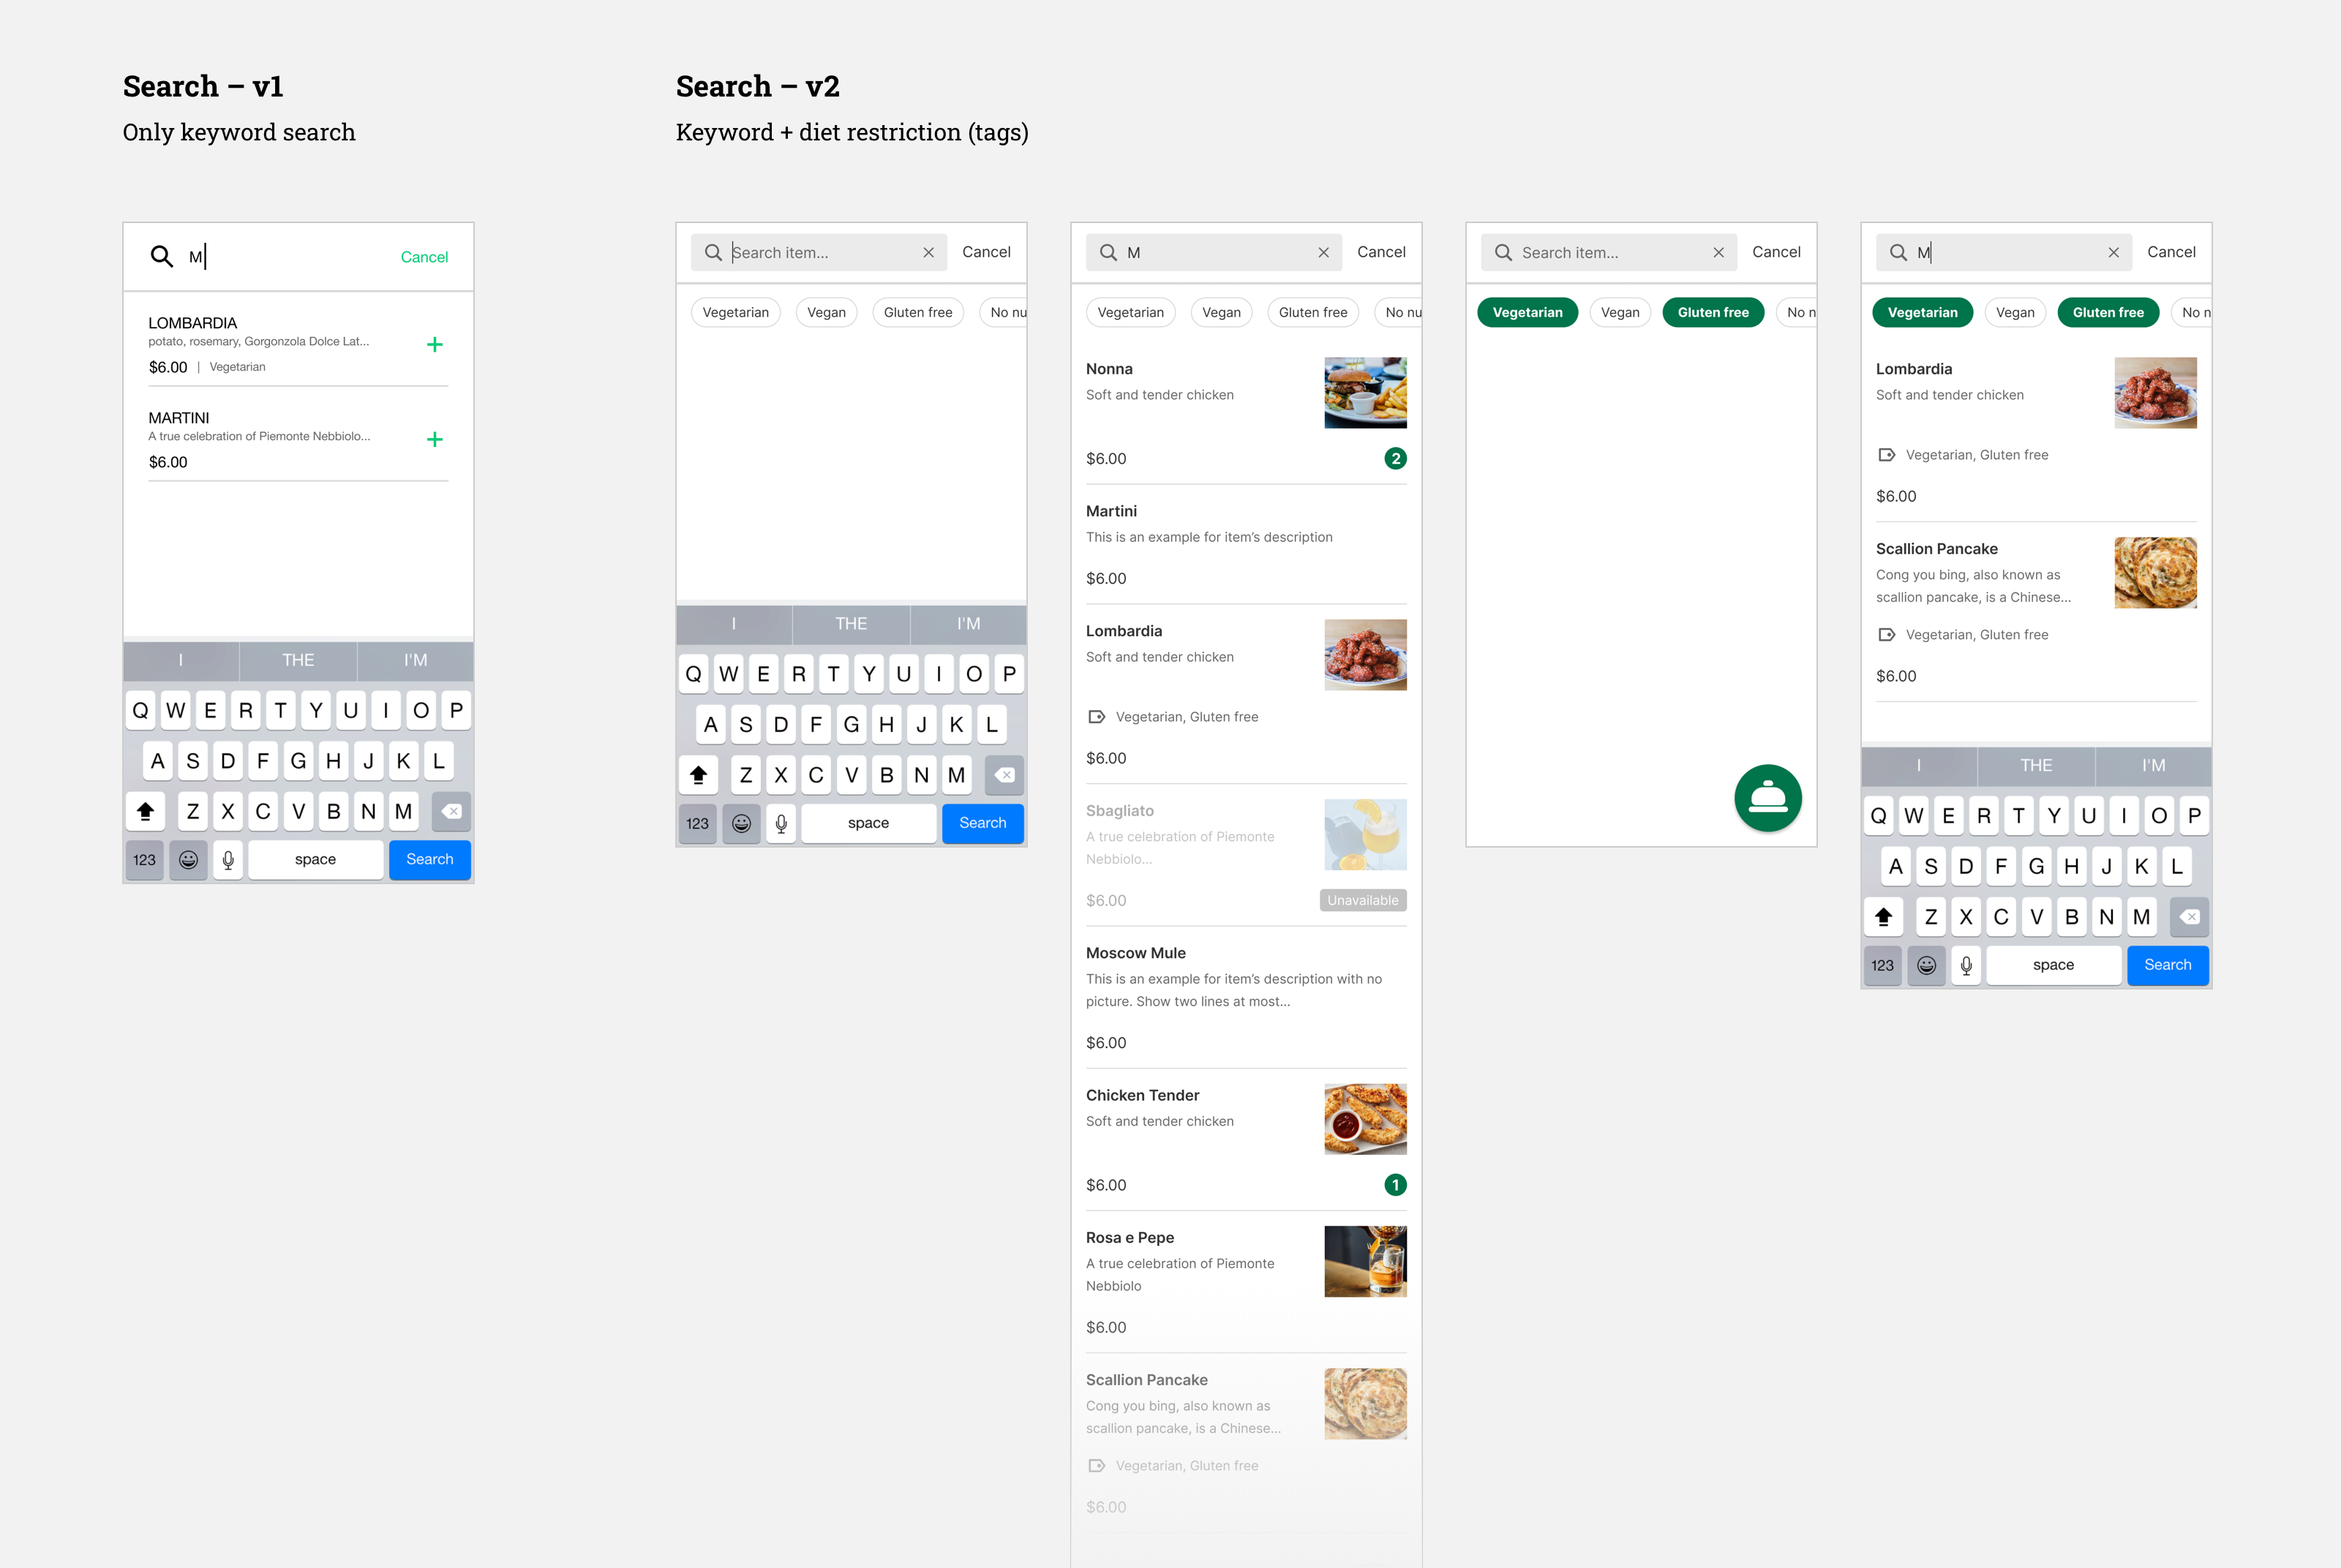 Search – v1
Only keyword search
M
Cancel
LOMBARDIA
potato, rosemary, Gorgonzola Dolce Lat...
$6.00 | Vegetarian
MARTINI
A true celebration of Piemonte Nebbiolo...
$6.00
I THE I'M
Q W E R T Y U I O P
A S D F G H J K L
Z X C V B N M
123 space Search
Search – v2
Keyword + diet restriction (tags)
Search item...
Cancel
Vegetarian Vegan Gluten free No nu
I THE I'M
Q W E R T Y U I O P
A S D F G H J K L
Z X C V B N M
123 space Search
M
Cancel
Vegetarian Vegan Gluten free No nu
Nonna
Soft and tender chicken
$6.00 2
Martini
This is an example for item’s description
$6.00
Lombardia
Soft and tender chicken
Vegetarian, Gluten free
$6.00
Sbagliato
A true celebration of Piemonte
Nebbiolo...
$6.00 Unavailable
Moscow Mule
This is an example for item’s description with no
picture. Show two lines at most...
$6.00
Chicken Tender
Soft and tender chicken
$6.00 1
Rosa e Pepe
A true celebration of Piemonte
Nebbiolo
$6.00
Scallion Pancake
Cong you bing, also known as
scallion pancake, is a Chinese...
Vegetarian, Gluten free
$6.00
Search item...
Cancel
Vegetarian Vegan Gluten free No n
M
Cancel
Vegetarian Vegan Gluten free No n
Lombardia
Soft and tender chicken
Vegetarian, Gluten free
$6.00
Scallion Pancake
Cong you bing, also known as
scallion pancake, is a Chinese...
Vegetarian, Gluten free
$6.00
I THE I'M
Q W E R T Y U I O P
A S D F G H J K L
Z X C V B N M
123 space Search